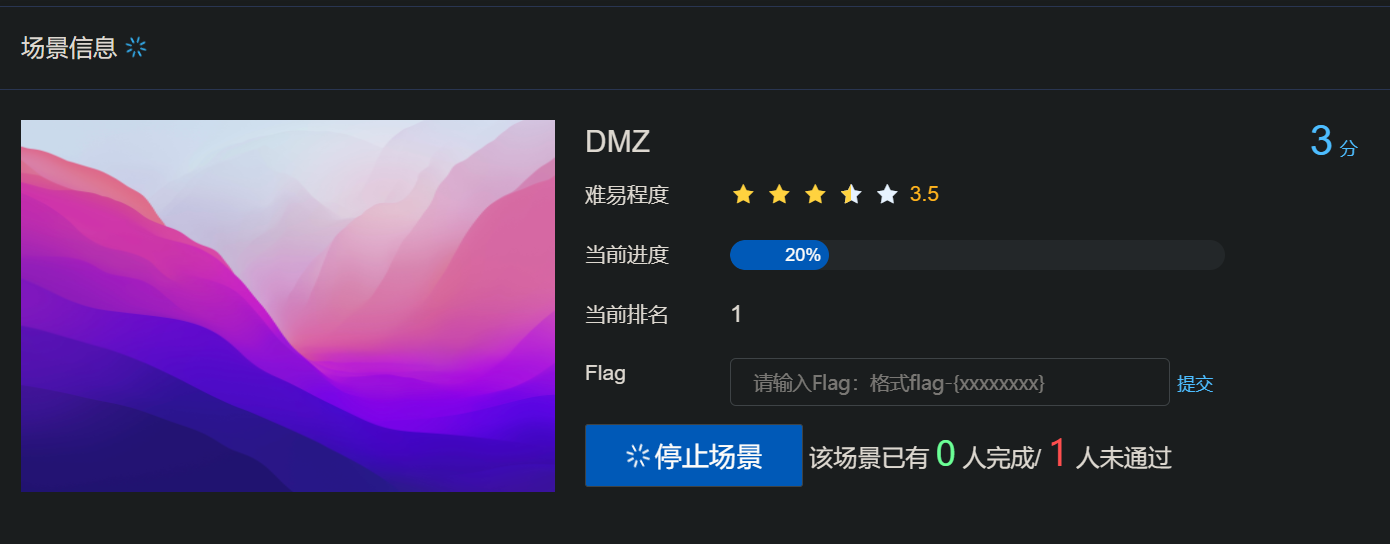 场景信息
DMZ
3 分
难易程度 3.5
当前进度 20%
当前排名 1
Flag 请输入Flag：格式flag-{xxxxxxxx} 提交
停止场景 该场景已有 0 人完成/ 1 人未通过